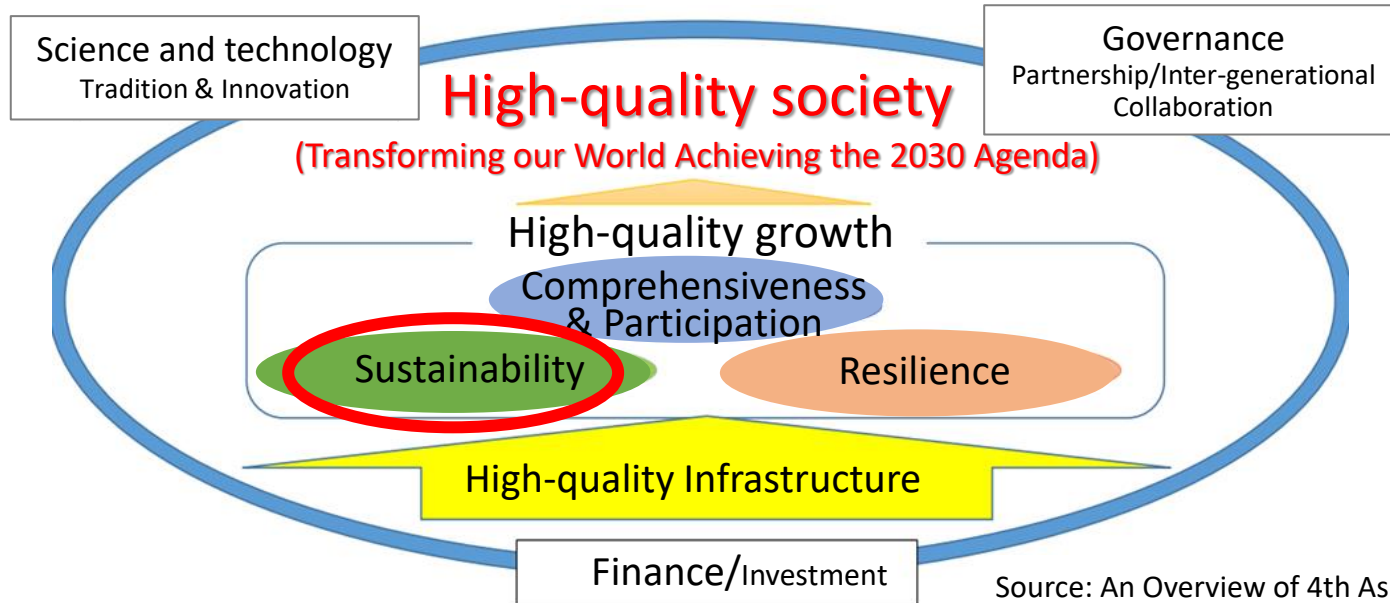 Science and technology
Tradition & Innovation
Governance
Partnership/Inter-generational
Collaboration
High-quality society
(Transforming our World Achieving the 2030 Agenda)
High-quality growth
Comprehensiveness
& Participation
Sustainability
Resilience
High-quality Infrastructure
Finance/Investment
Source: An Overview of 4th As